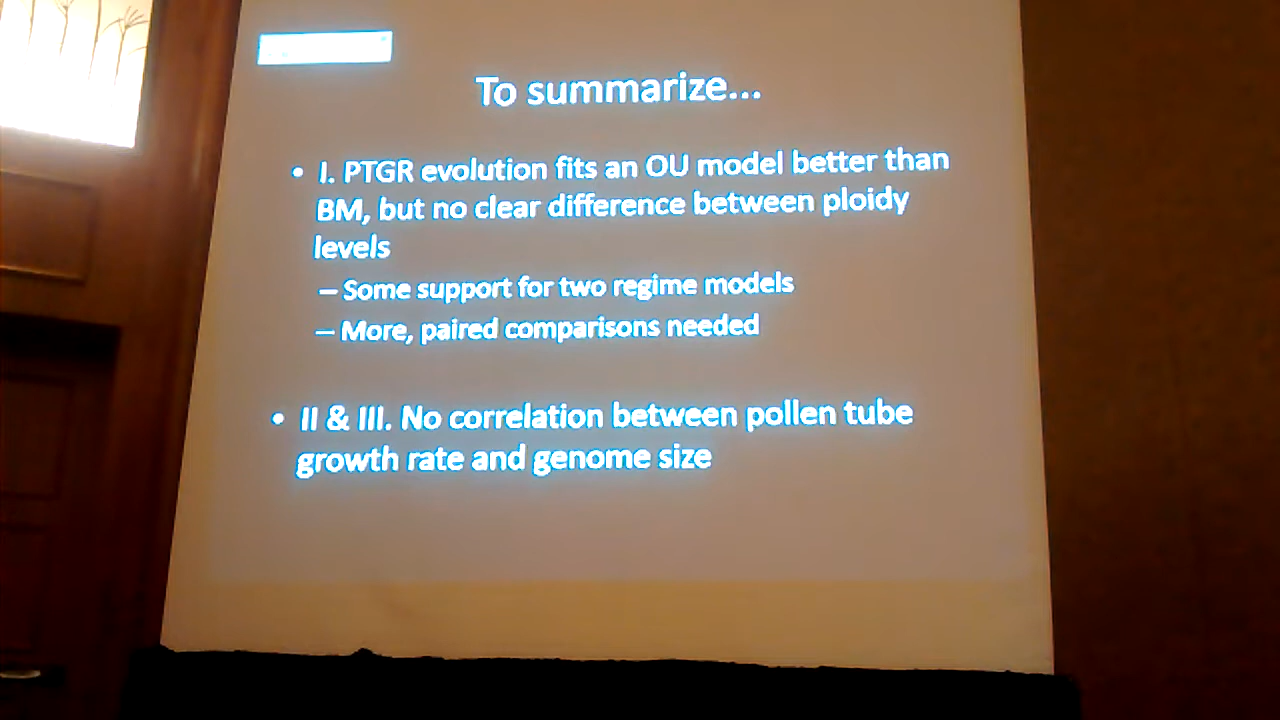 To summarize...
• I. PTGR evolution fits an OU model better than
BM, but no clear difference between ploidy
levels
– Some support for two regime models
– More, paired comparisons needed
• II & III. No correlation between pollen tube
growth rate and genome size